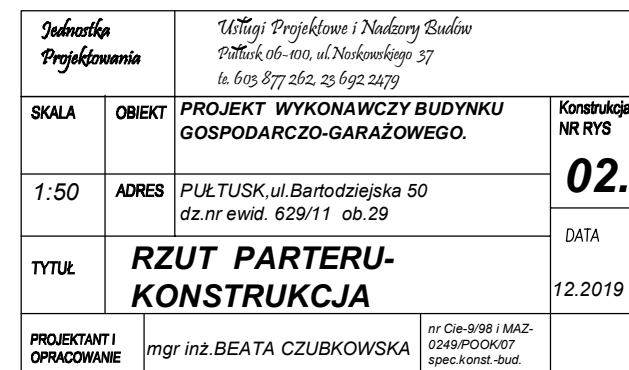 Jednostka
Projektowania
Usługi Projektowe i Nadzory Budów
Pułtusk 06-100, ul.Noskowskiego 37
te. 603 877 262, 23 692 2479
SKALA
OBIEKT
PROJEKT WYKONAWCZY BUDYNKU
GOSPODARCZO-GARAŻOWEGO.
Konstrukcja
NR RYS
02.
1:50
ADRES
PUŁTUSK,ul.Bartodziejska 50
dz.nr ewid. 629/11 ob.29
TYTUŁ
RZUT PARTERU-
KONSTRUKCJA
DATA
12.2019
PROJEKTANT I
OPRACOWANIE
mgr inż.BEATA CZUBKOWSKA
nr Cie-9/98 i MAZ-
0249/POOK/07
spec.konst.-bud.